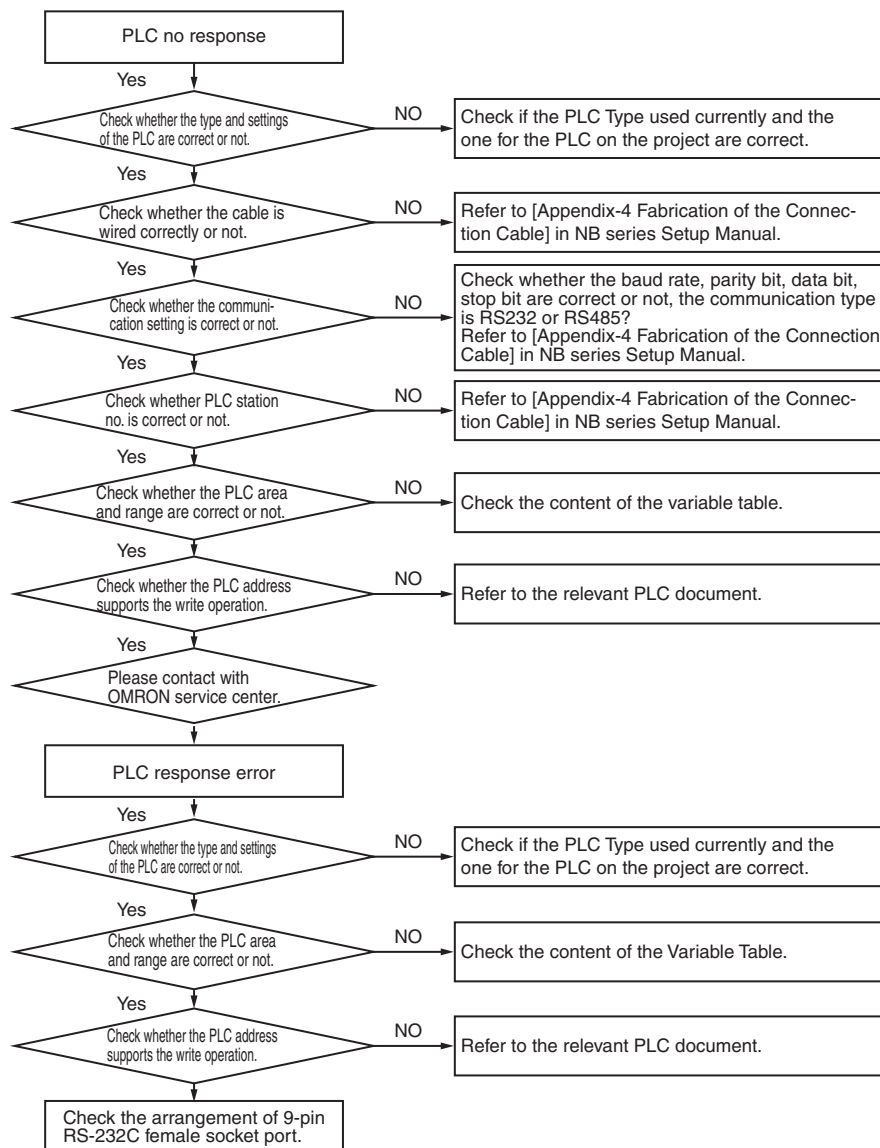 PLC no response
Yes
Check whether the type and settings
of the PLC are correct or not.
NO
Check if the PLC Type used currently and the
one for the PLC on the project are correct.
Yes
Check whether the cable is
wired correctly or not.
NO
Refer to [Appendix-4 Fabrication of the Connec-
tion Cable] in NB series Setup Manual.
Yes
Check whether the communi-
cation setting is correct or not.
NO
Check whether the baud rate, parity bit, data bit,
stop bit are correct or not, the communication type
is RS232 or RS485?
Refer to [Appendix-4 Fabrication of the Connection
Cable] in NB series Setup Manual.
Yes
Check whether PLC station
no. is correct or not.
NO
Refer to [Appendix-4 Fabrication of the Connec-
tion Cable] in NB series Setup Manual.
Yes
Check whether the PLC area
and range are correct or not.
NO
Check the content of the variable table.
Yes
Check whether the PLC address
supports the write operation.
NO
Refer to the relevant PLC document.
Yes
Please contact with
OMRON service center.
PLC response error
Yes
Check whether the type and settings
of the PLC are correct or not.
NO
Check if the PLC Type used currently and the
one for the PLC on the project are correct.
Yes
Check whether the PLC area
and range are correct or not.
NO
Check the content of the Variable Table.
Yes
Check whether the PLC address
supports the write operation.
NO
Refer to the relevant PLC document.
Yes
Check the arrangement of 9-pin
RS-232C female socket port.